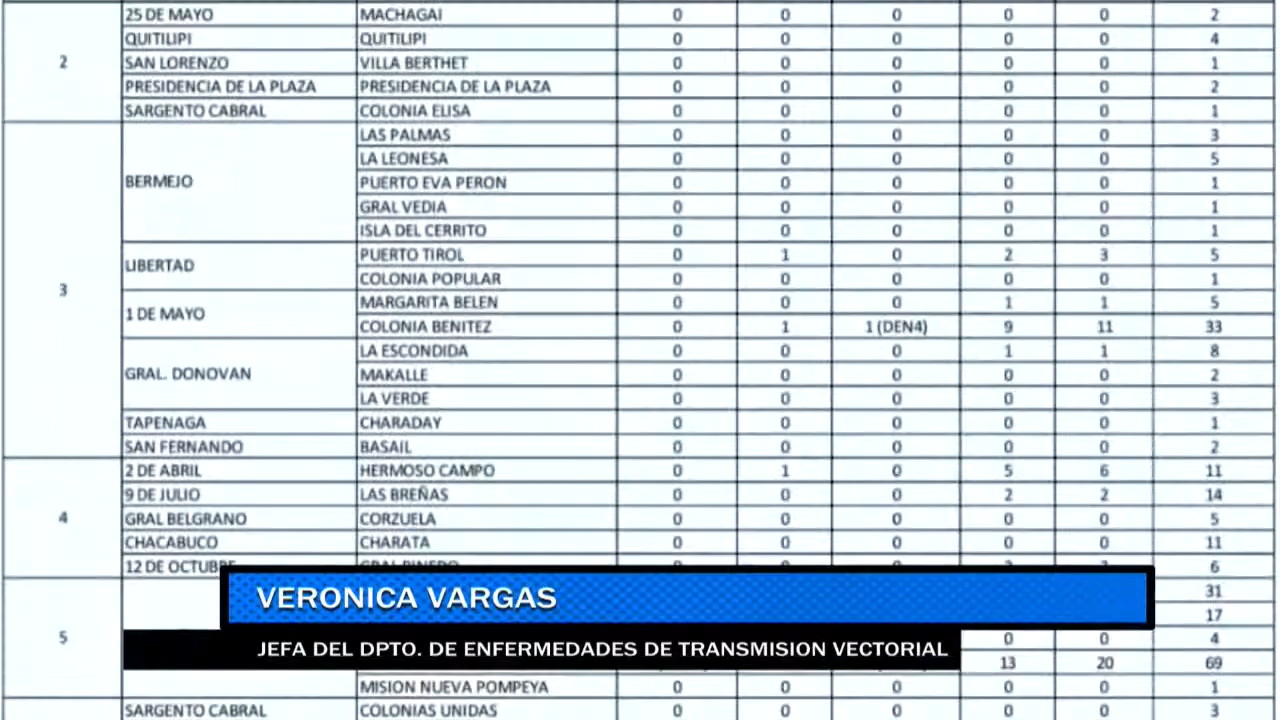 25 DE MAYO MACHAGAI 0 0 0 0 0 2
QUITILIPI QUITILIPI 0 0 0 0 0 4
2 SAN LORENZO VILLA BERTHET 0 0 0 0 0 1
PRESIDENCIA DE LA PLAZA PRESIDENCIA DE LA PLAZA 0 0 0 0 0 2
SARGENTO CABRAL COLONIA ELISA 0 0 0 0 0 1
LAS PALMAS 0 0 0 0 0 3
LA LEONESA 0 0 0 0 0 5
BERMEJO PUERTO EVA PERON 0 0 0 0 0 1
GRAL VEDIA 0 0 0 0 0 1
ISLA DEL CERRITO 0 0 0 0 0 1
LIBERTAD PUERTO TIROL 0 1 0 2 3 5
COLONIA POPULAR 0 0 0 0 0 1
3 1 DE MAYO MARGARITA BELEN 0 0 0 1 1 5
COLONIA BENITEZ 0 1 1 (DEN4) 9 11 33
LA ESCONDIDA 0 0 0 1 1 8
GRAL. DONOVAN MAKALLE 0 0 0 0 0 2
LA VERDE 0 0 0 0 0 3
TAPENAGA CHARADAY 0 0 0 0 0 1
SAN FERNANDO BASAIL 0 0 0 0 0 2
2 DE ABRIL HERMOSO CAMPO 0 1 0 5 6 11
9 DE JULIO LAS BREÑAS 0 0 0 2 2 14
4 GRAL BELGRANO CORZUELA 0 0 0 0 0 5
CHACABUCO CHARATA 0 0 0 0 0 11
12 DE OCTUBRE 6
31
VERONICA VARGAS
17
5 0 0 4
JEFA DEL DPTO. DE ENFERMEDADES DE TRANSMISION VECTORIAL
13 20 69
MISION NUEVA POMPEYA 0 0 0 0 0 1
SARGENTO CABRAL COLONIAS UNIDAS 0 0 0 0 0 3